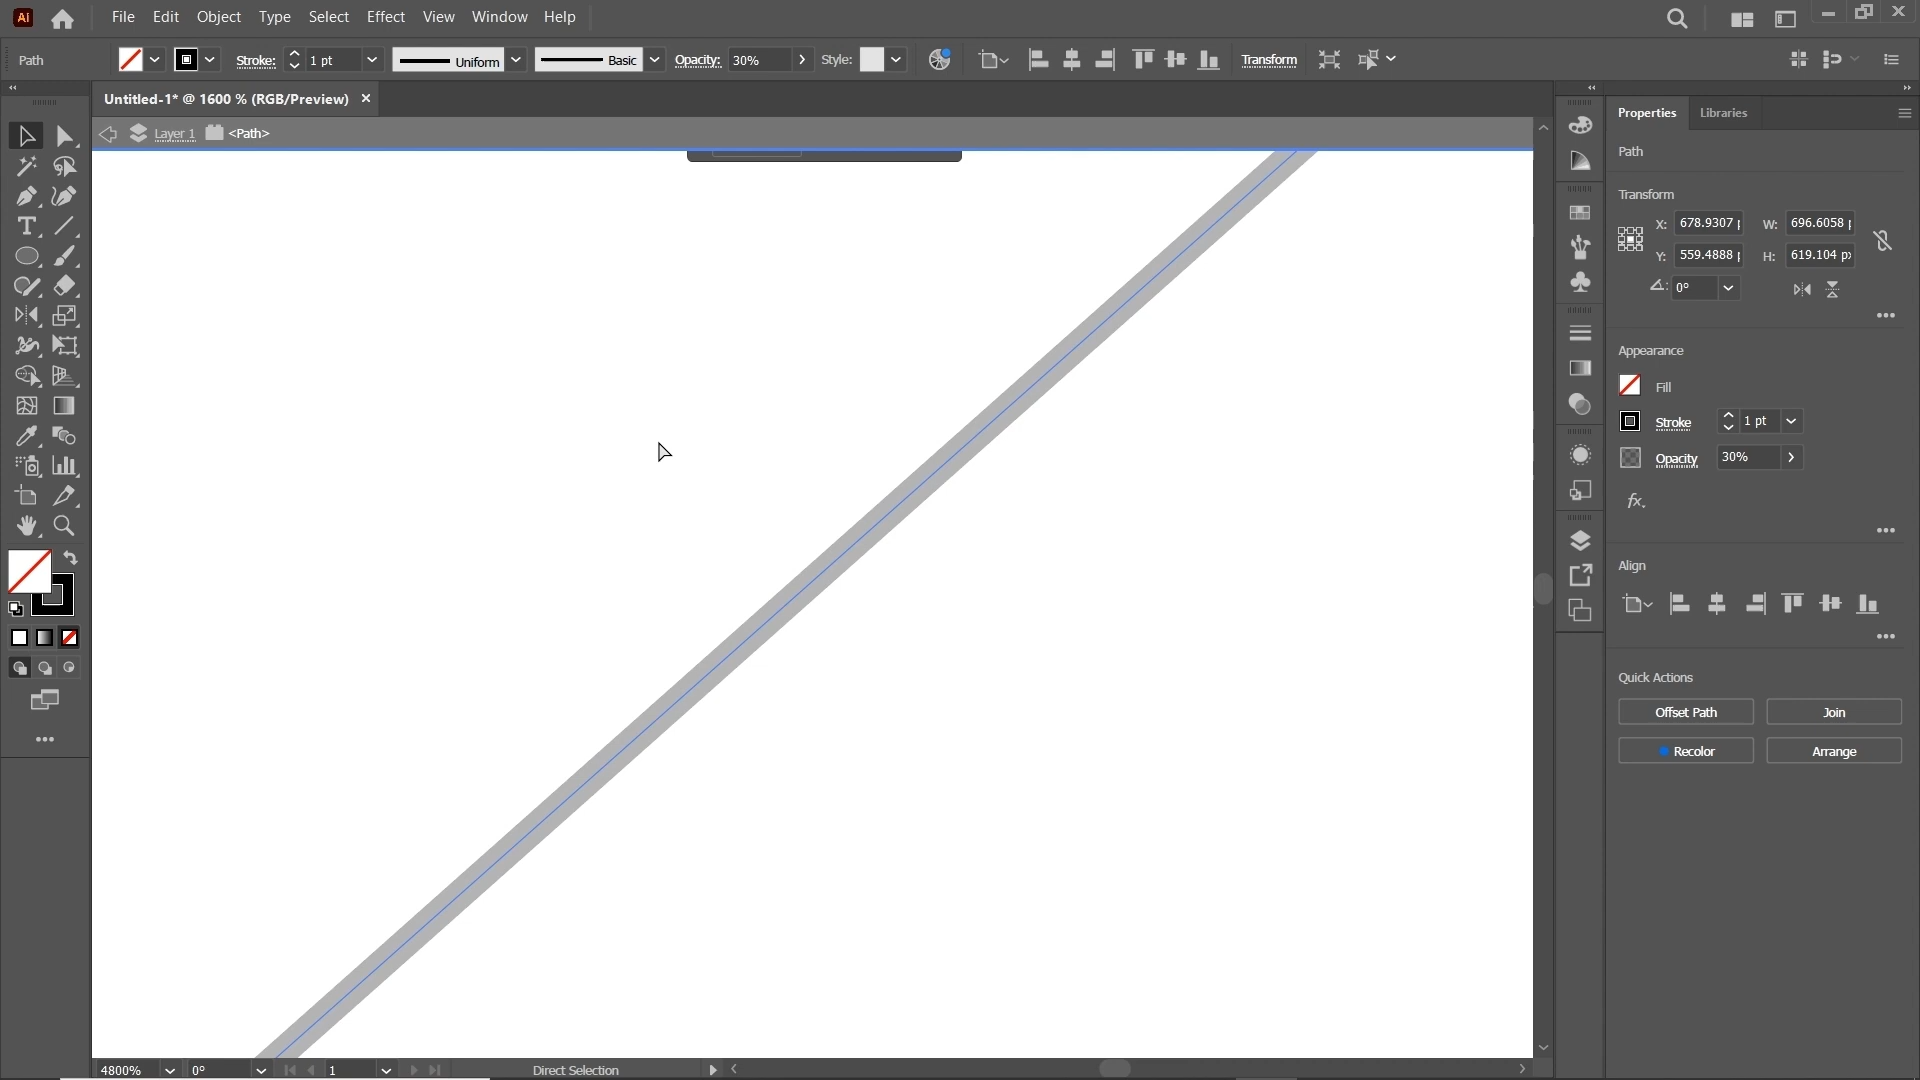 Ai File Edit Object Type Select Effect View Window Help
Path Stroke: 1 pt Uniform Basic Opacity: 30% Style: Transform
Untitled-1* @ 1600 % (RGB/Preview)
Layer 1 <Path>
Properties Libraries
Path
Transform
X: 678.9307 W: 696.6058
Y: 559.4888 H: 619.104 px
0°
Appearance
Fill
Stroke 1 pt
Opacity 30%
fx.
Align
Quick Actions
Offset Path Join
Recolor Arrange
4800% 0° 1 Direct Selection